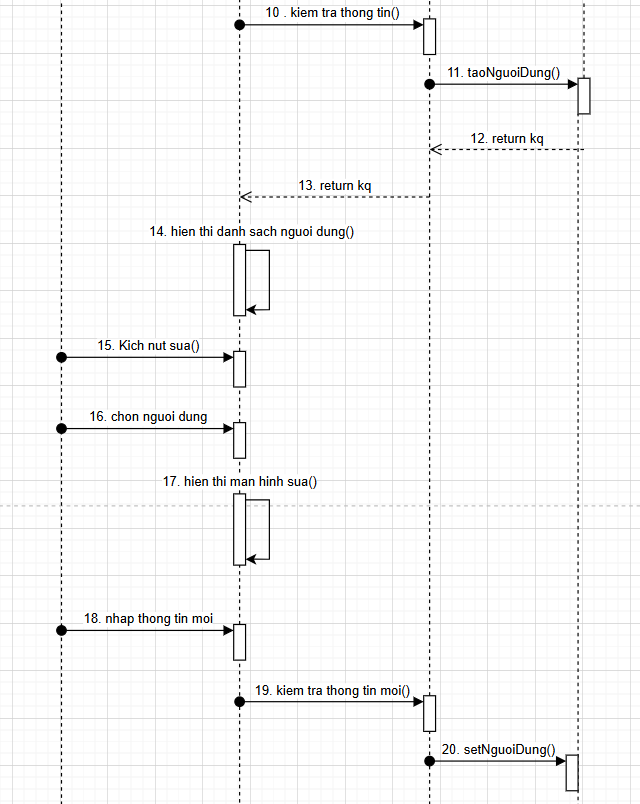 10 . kiem tra thong tin()
11. taoNguoiDung()
12. return kq
13. return kq
14. hien thi danh sach nguoi dung()
15. Kich nut sua()
16. chon nguoi dung
17. hien thi man hinh sua()
18. nhap thong tin moi
19. kiem tra thong tin moi()
20. setNguoiDung()